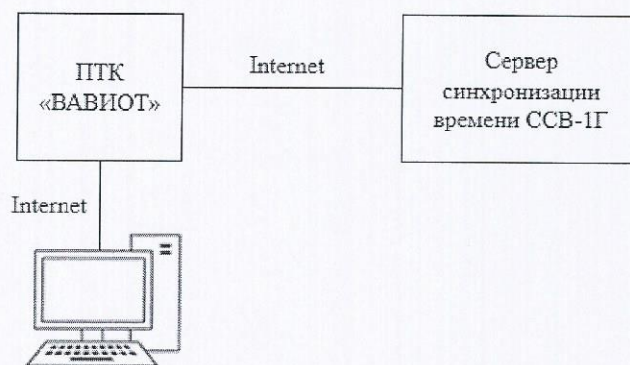 ПТК
«ВАВИОТ»
Internet
Сервер
синхронизации
времени ССВ-1Г
Internet